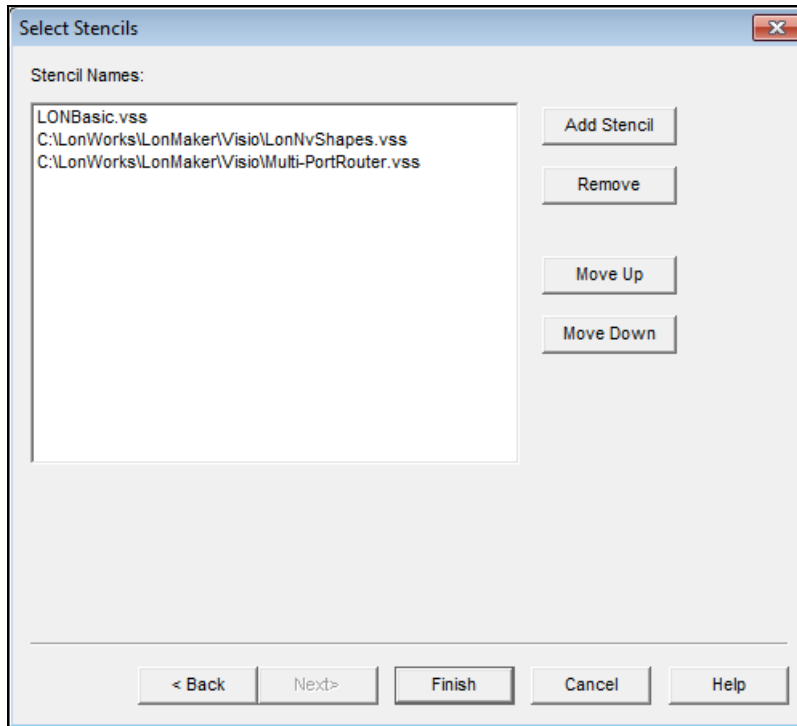 Select Stencils
Stencil Names:
LONBasic.vss
C:\LonWorks\LonMaker\Visio\LonNvShapes.vss
C:\LonWorks\LonMaker\Visio\Multi-PortRouter.vss
Add Stencil
Remove
Move Up
Move Down
< Back
Next>
Finish
Cancel
Help